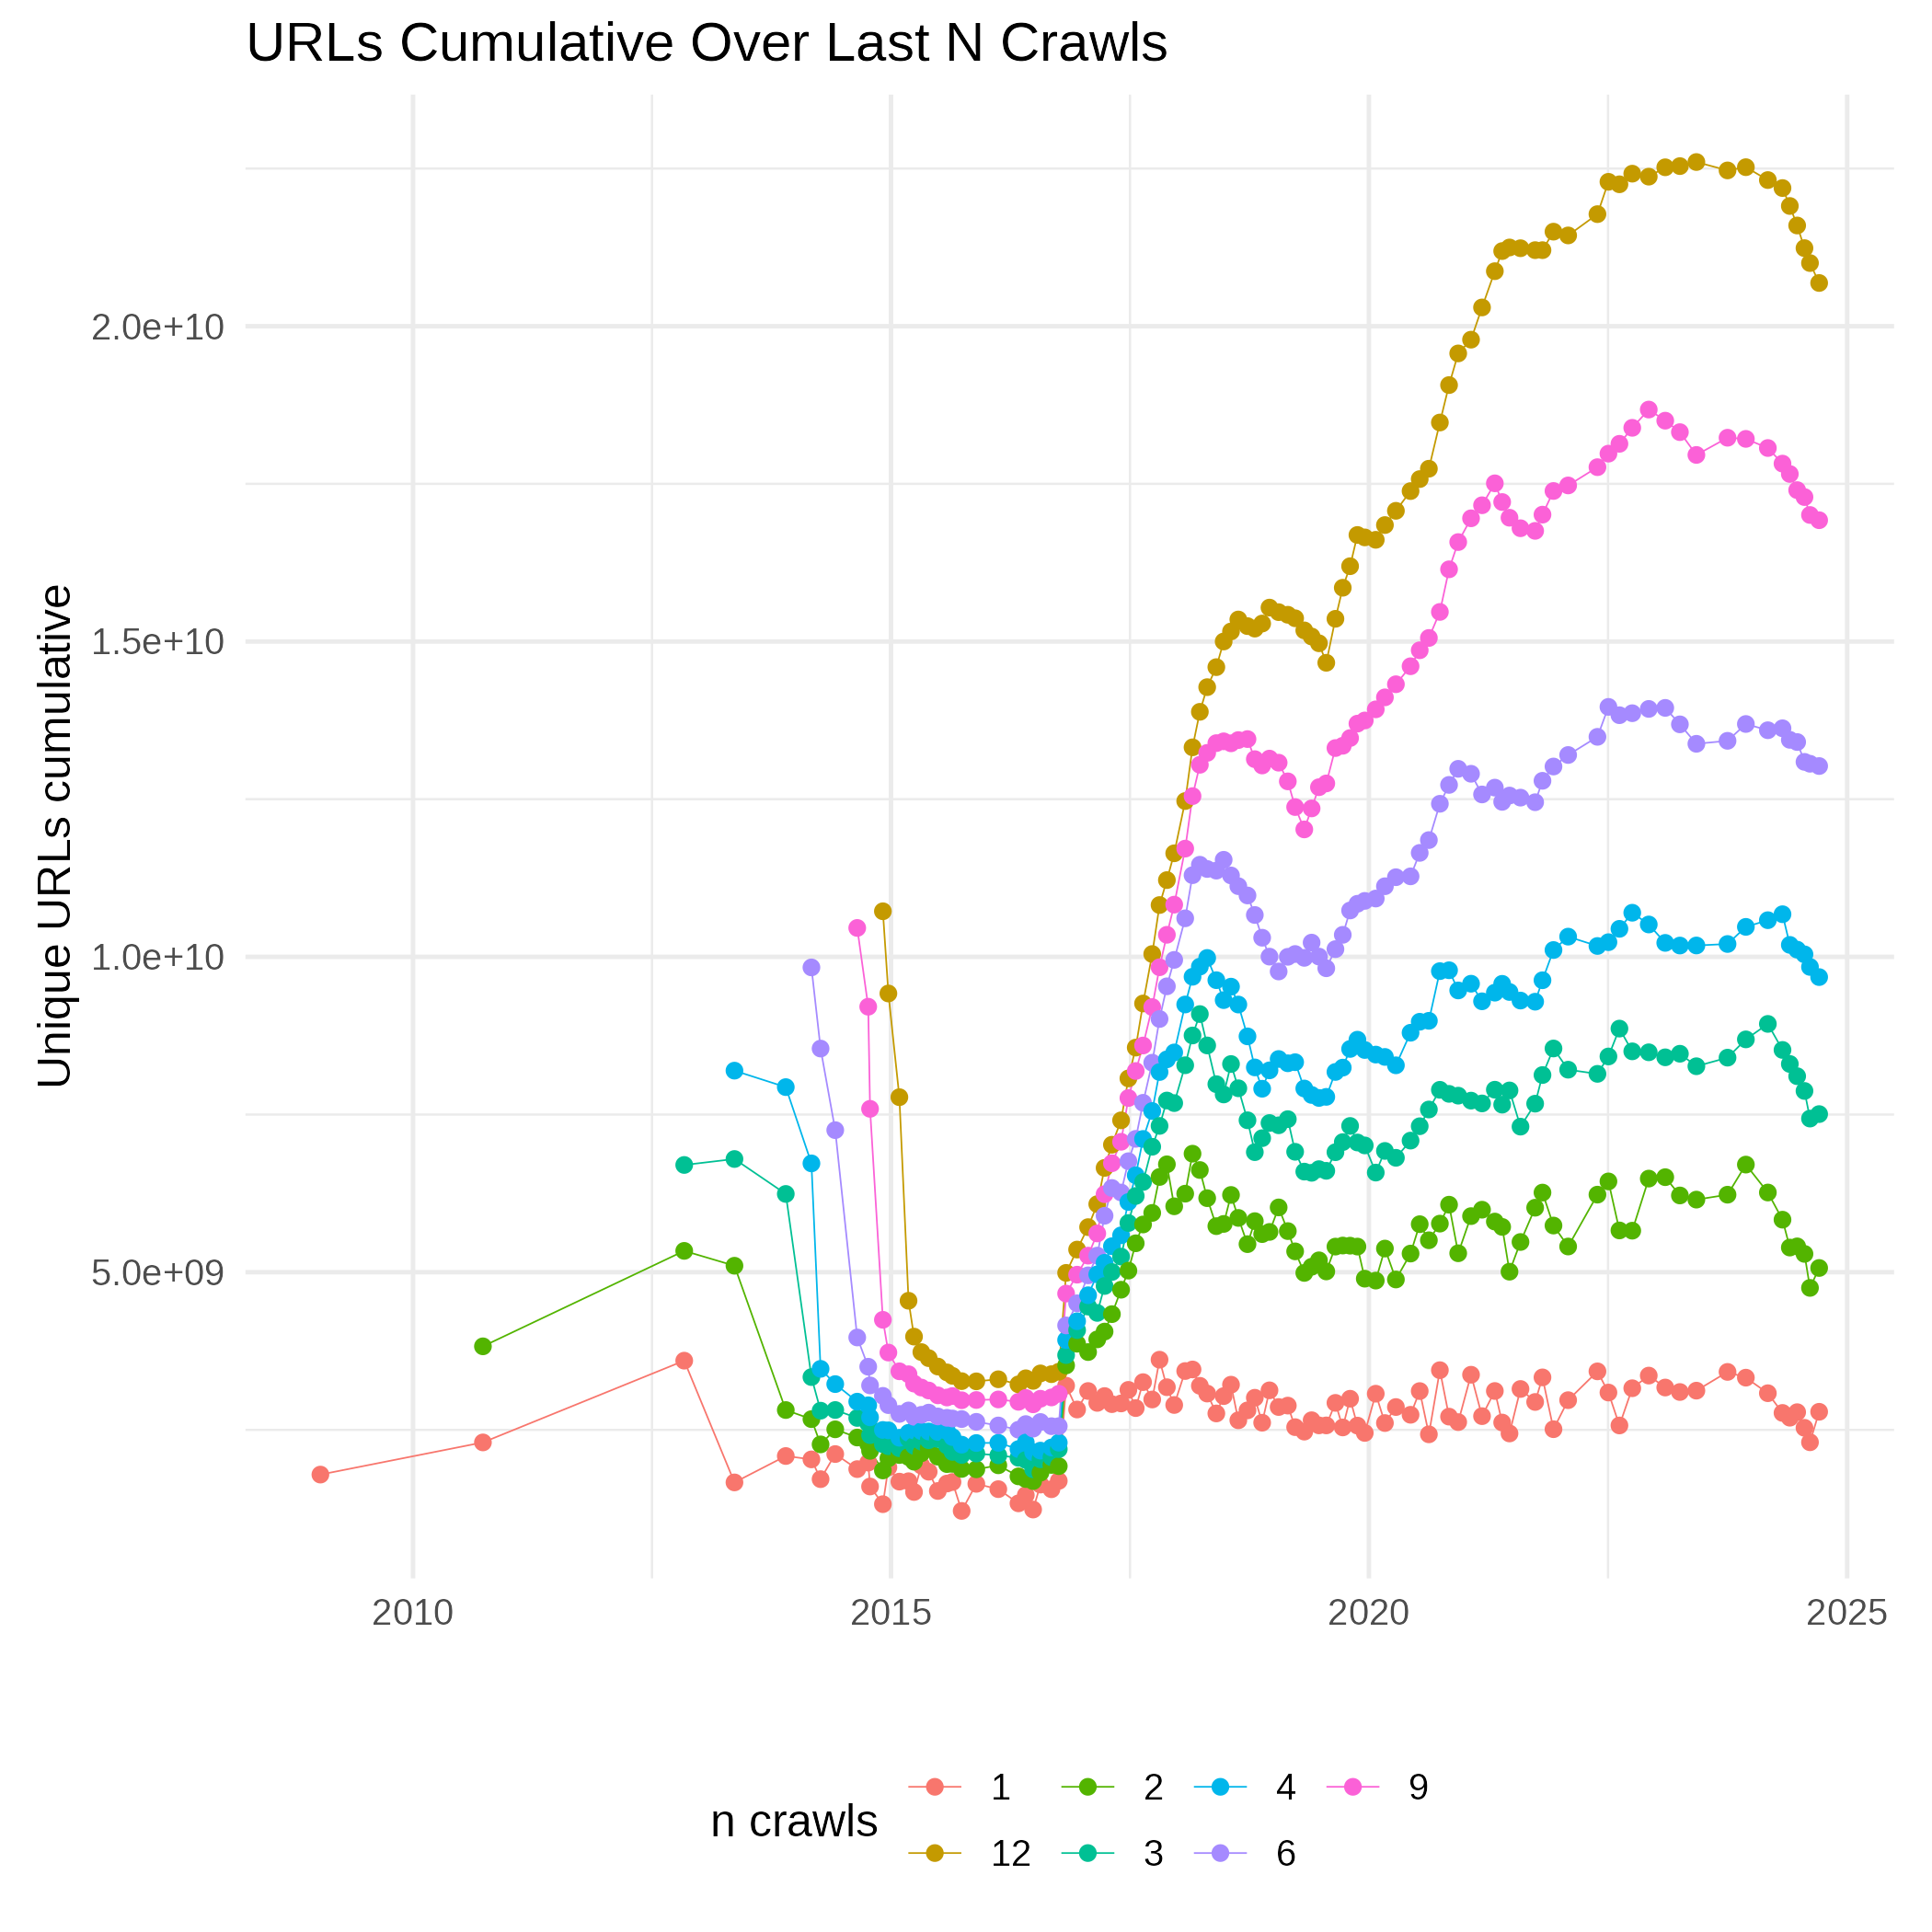 URLs Cumulative Over Last N Crawls
Unique URLs cumulative
2.0e+10
1.5e+10
1.0e+10
5.0e+09
2010 2015 2020 2025
n crawls
1 2 4 9
12 3 6